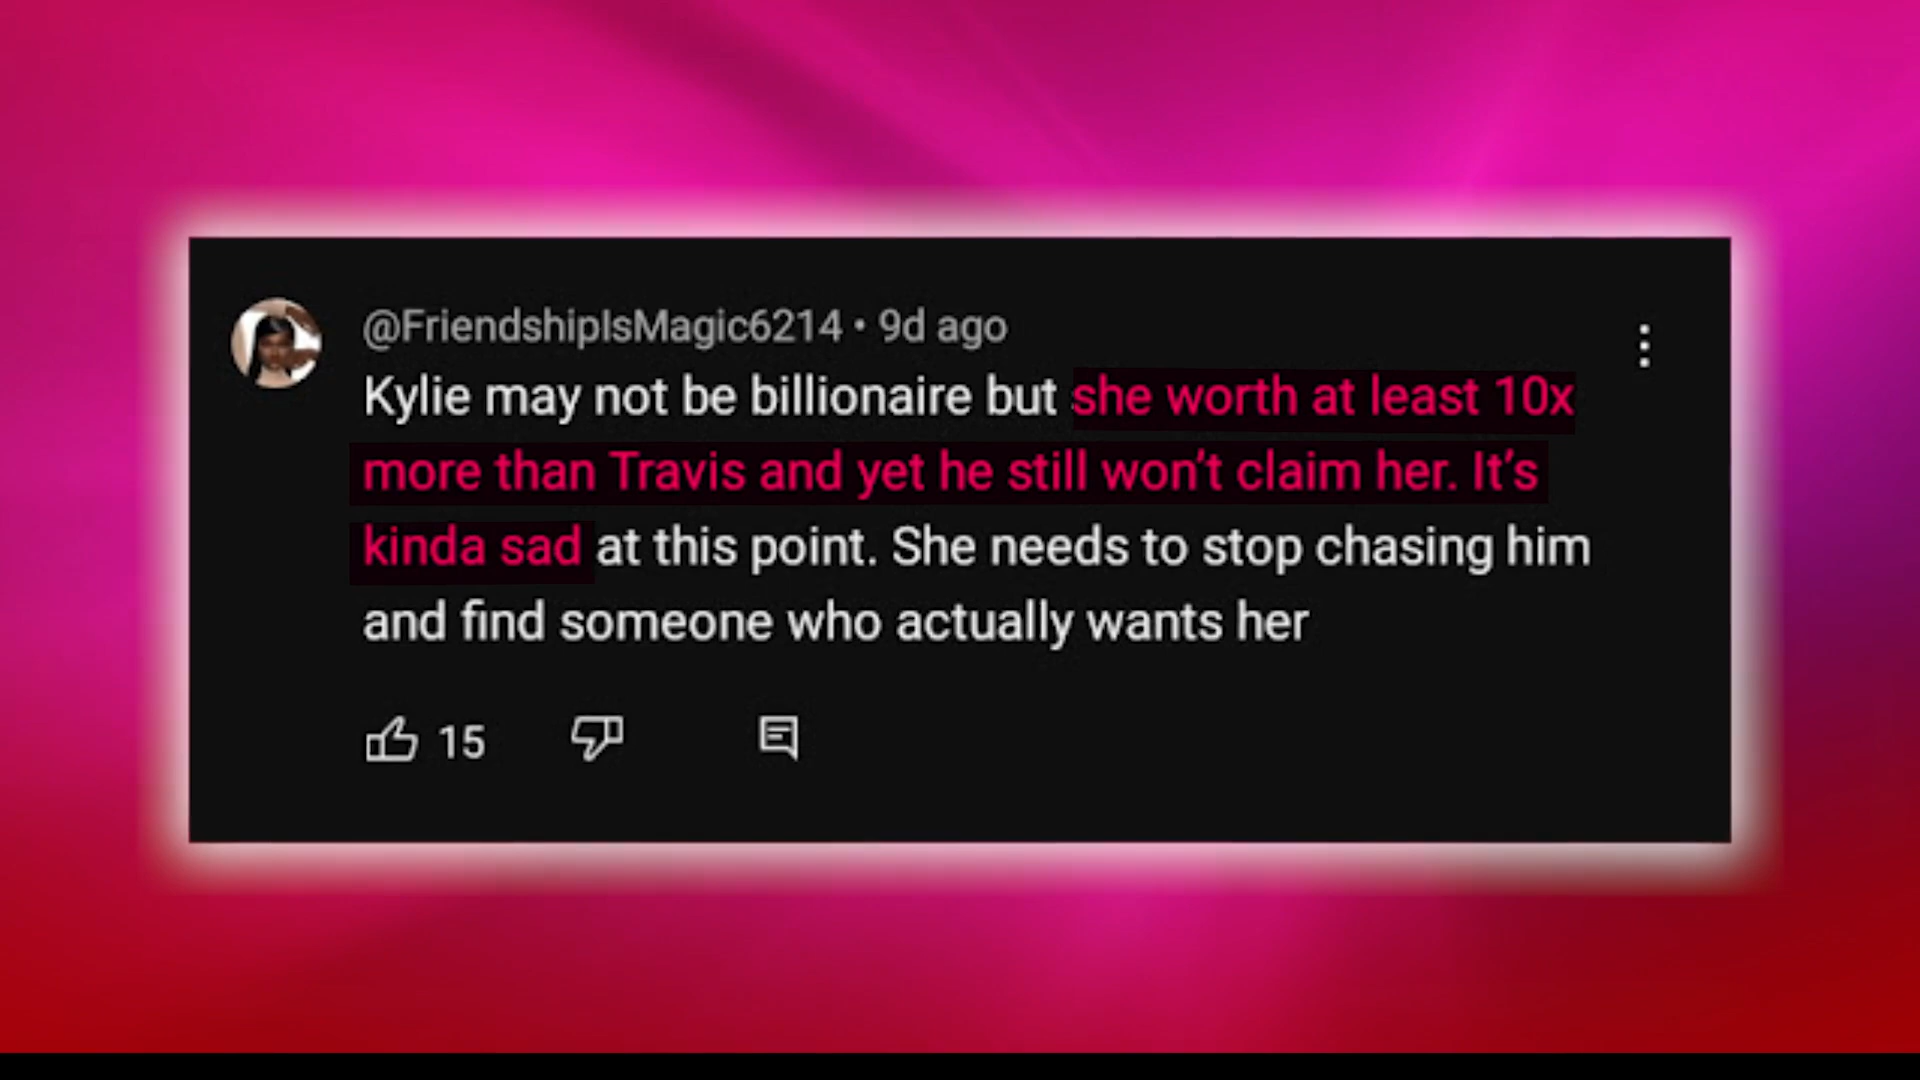 @FriendshipIsMagic6214 • 9d ago
Kylie may not be billionaire but she worth at least 10x
more than Travis and yet he still won't claim her. It's
kinda sad at this point. She needs to stop chasing him
and find someone who actually wants her
15